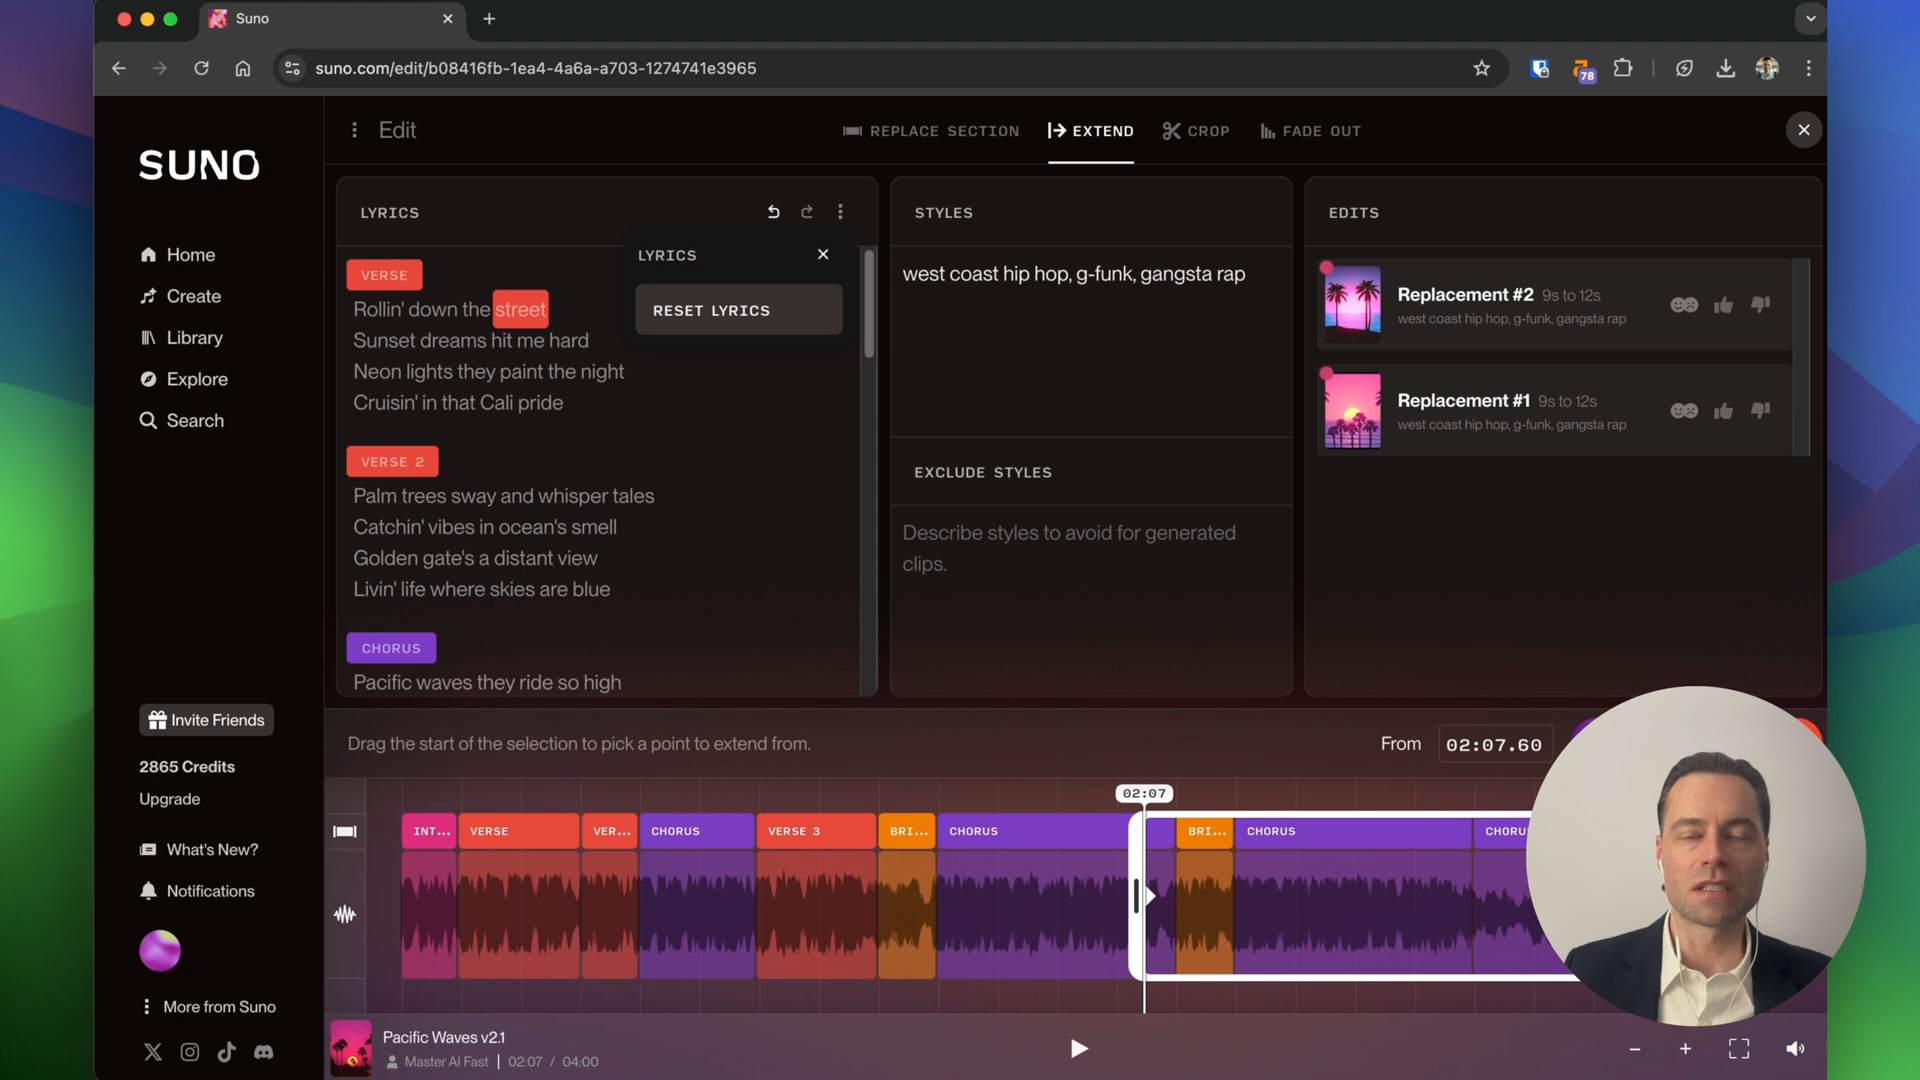 Suno
suno.com/edit/b08416fb-1ea4-4a6a-a703-1274741e3965
78
SUNO
Home
Create
Library
Explore
Search
Invite Friends
2865 Credits
Upgrade
What's New?
Notifications
More from Suno
Edit
REPLACE SECTION
EXTEND
CROP
FADE OUT
LYRICS
LYRICS
RESET LYRICS
VERSE
Rollin' down the street
Sunset dreams hit me hard
Neon lights they paint the night
Cruisin' in that Cali pride
VERSE 2
Palm trees sway and whisper tales
Catchin' vibes in ocean's smell
Golden gate's a distant view
Livin' life where skies are blue
CHORUS
Pacific waves they ride so high
STYLES
west coast hip hop, g-funk, gangsta rap
EXCLUDE STYLES
Describe styles to avoid for generated
clips.
EDITS
Replacement #2 9s to 12s
west coast hip hop, g-funk, gangsta rap
Replacement #1 9s to 12s
west coast hip hop, g-funk, gangsta rap
Drag the start of the selection to pick a point to extend from.
From 02:07.60
02:07
INT... VERSE VER... CHORUS VERSE 3 BRI... CHORUS BRI... CHORUS CHORU
Pacific Waves v2.1
Master AI Fast | 02:07 / 04:00